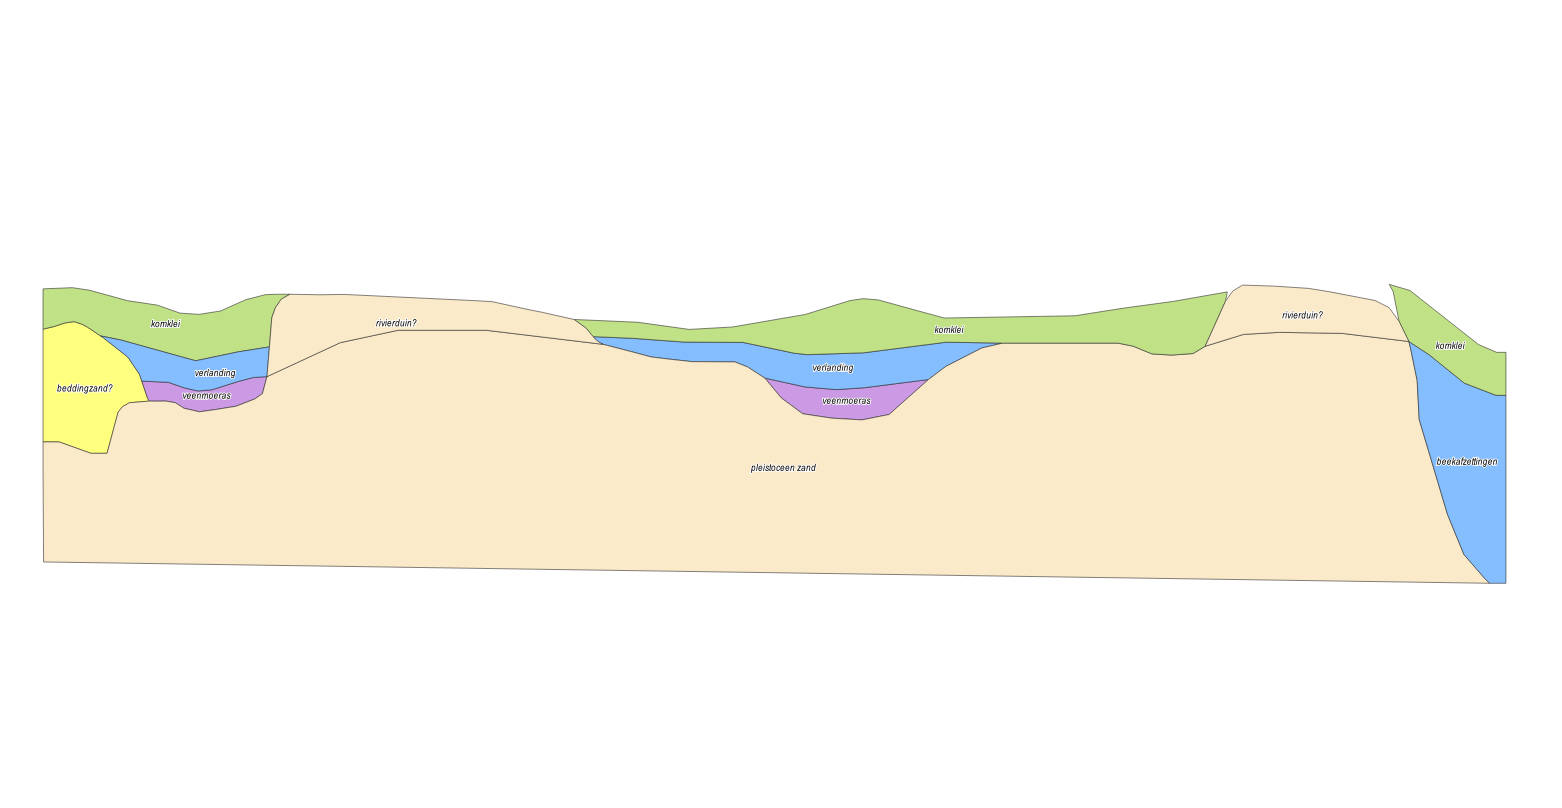 rivierduin?
rivierduin?
komklei
komklei
komklei
verlanding
verlanding
beddingzand?
veenmoeras
veenmoeras
beekafzettingen
pleistoceen zand